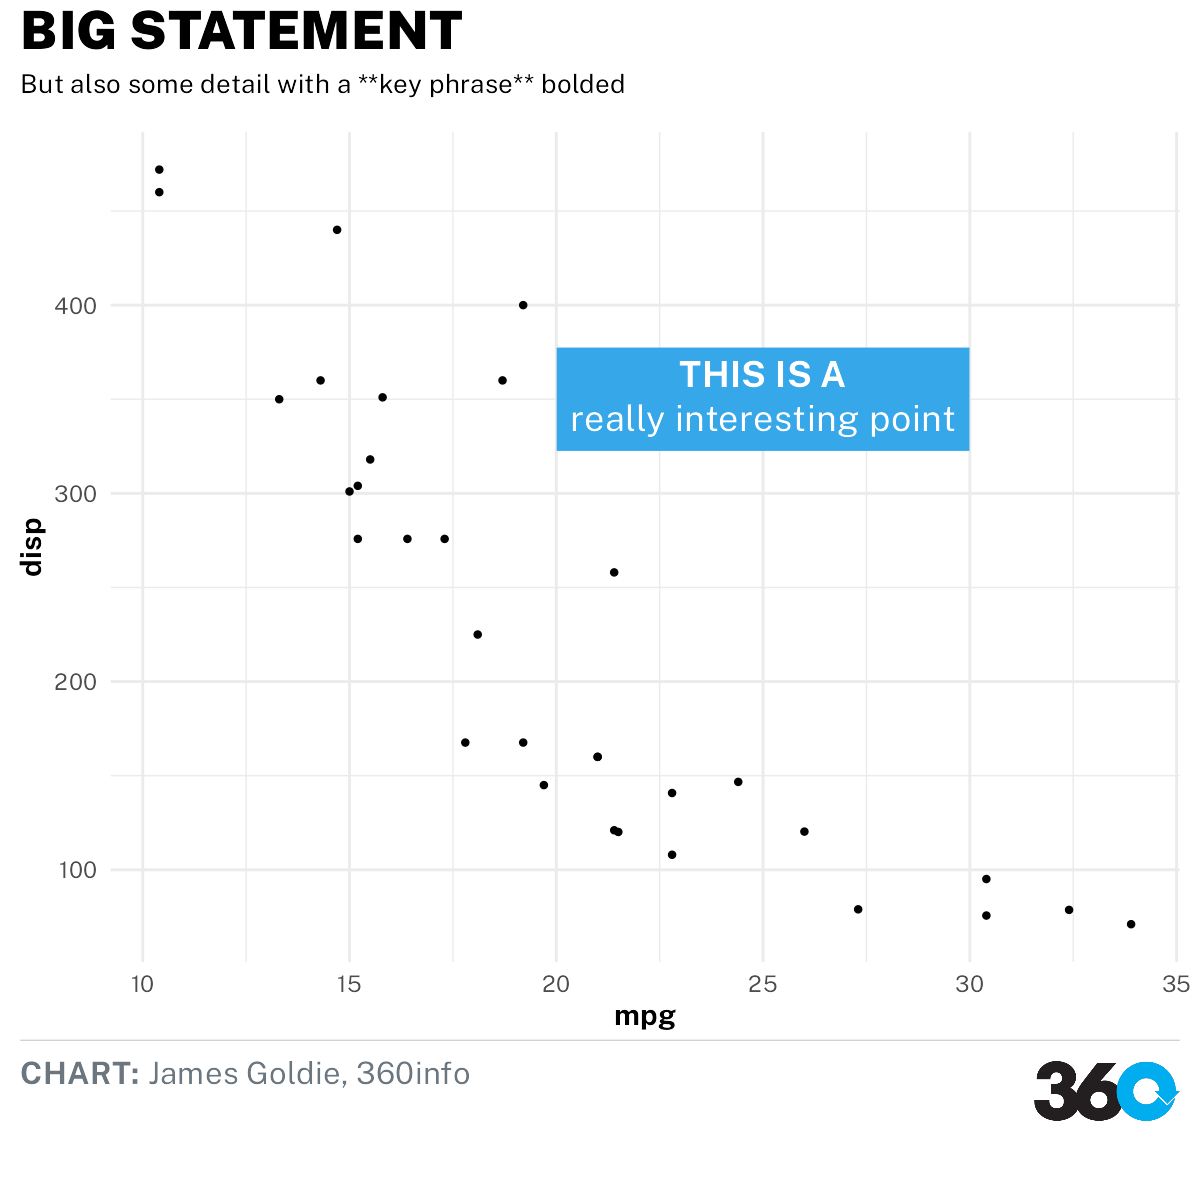 BIG STATEMENT
But also some detail with a **key phrase** bolded
400
300
200
100
disp
THIS IS A
really interesting point
10 15 20 25 30 35
mpg
CHART: James Goldie, 360info
360